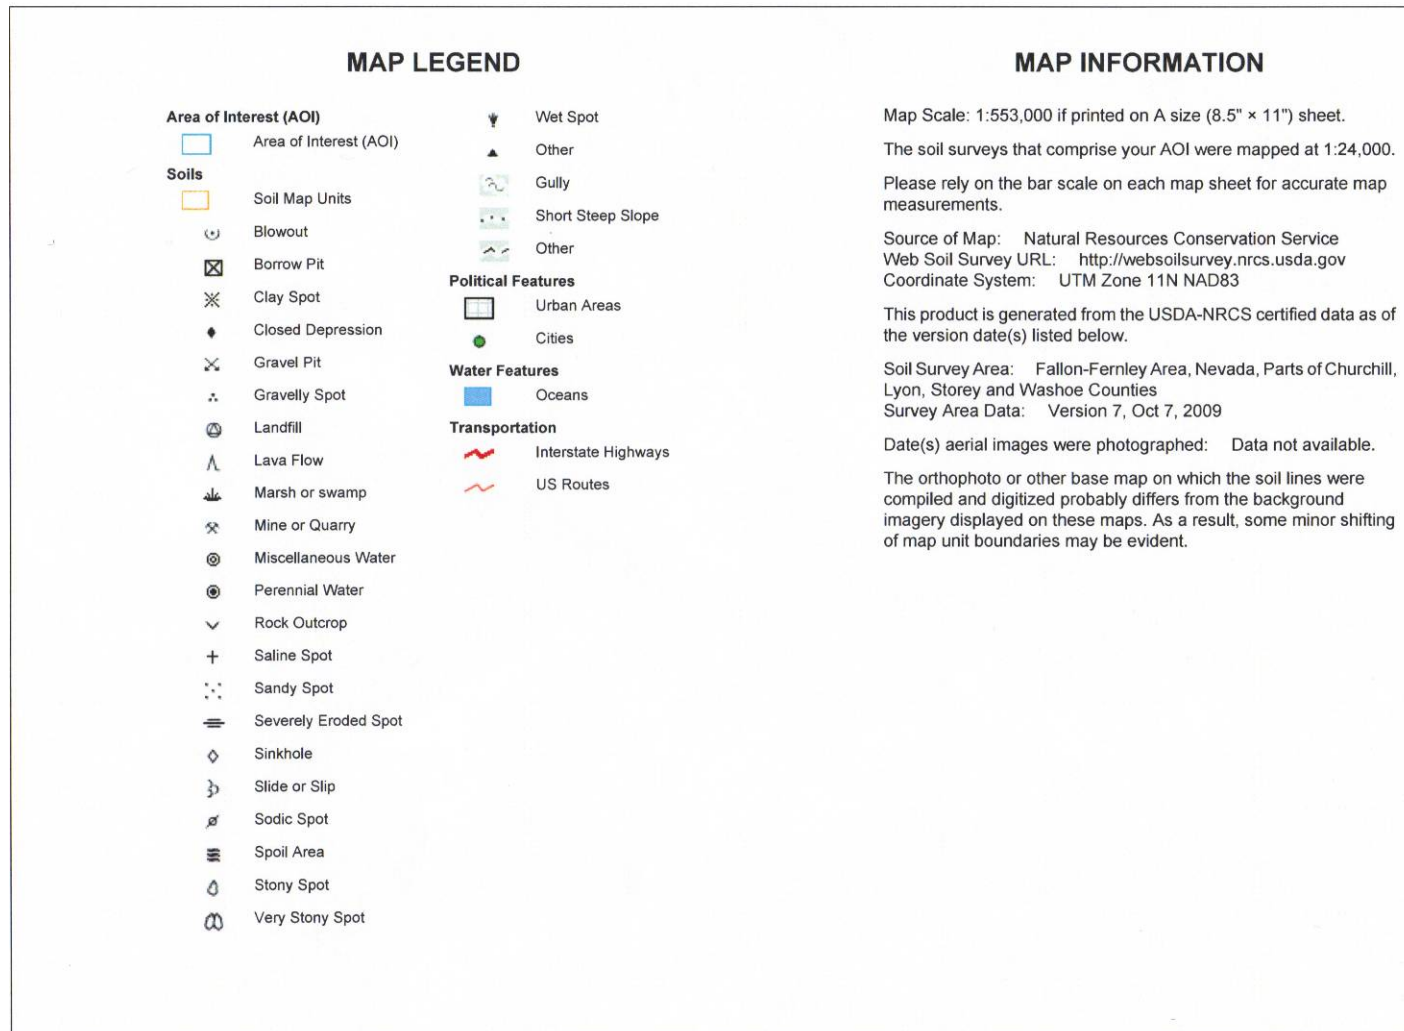 MAP LEGEND
Area of Interest (AOI)
Area of Interest (AOI)
Soils
Soil Map Units
Blowout
Borrow Pit
Clay Spot
Closed Depression
Gravel Pit
Gravelly Spot
Landfill
Lava Flow
Marsh or swamp
Mine or Quarry
Miscellaneous Water
Perennial Water
Rock Outcrop
Saline Spot
Sandy Spot
Severely Eroded Spot
Sinkhole
Slide or Slip
Sodic Spot
Spoil Area
Stony Spot
Very Stony Spot
Wet Spot
Other
Gully
Short Steep Slope
Other
Political Features
Urban Areas
Cities
Water Features
Oceans
Transportation
Interstate Highways
US Routes
MAP INFORMATION
Map Scale: 1:553,000 if printed on A size (8.5" × 11") sheet.
The soil surveys that comprise your AOI were mapped at 1:24,000.
Please rely on the bar scale on each map sheet for accurate map
measurements.
Source of Map: Natural Resources Conservation Service
Web Soil Survey URL: http://websoilsurvey.nrcs.usda.gov
Coordinate System: UTM Zone 11N NAD83
This product is generated from the USDA-NRCS certified data as of
the version date(s) listed below.
Soil Survey Area: Fallon-Fernley Area, Nevada, Parts of Churchill,
Lyon, Storey and Washoe Counties
Survey Area Data: Version 7, Oct 7, 2009
Date(s) aerial images were photographed: Data not available.
The orthophoto or other base map on which the soil lines were
compiled and digitized probably differs from the background
imagery displayed on these maps. As a result, some minor shifting
of map unit boundaries may be evident.